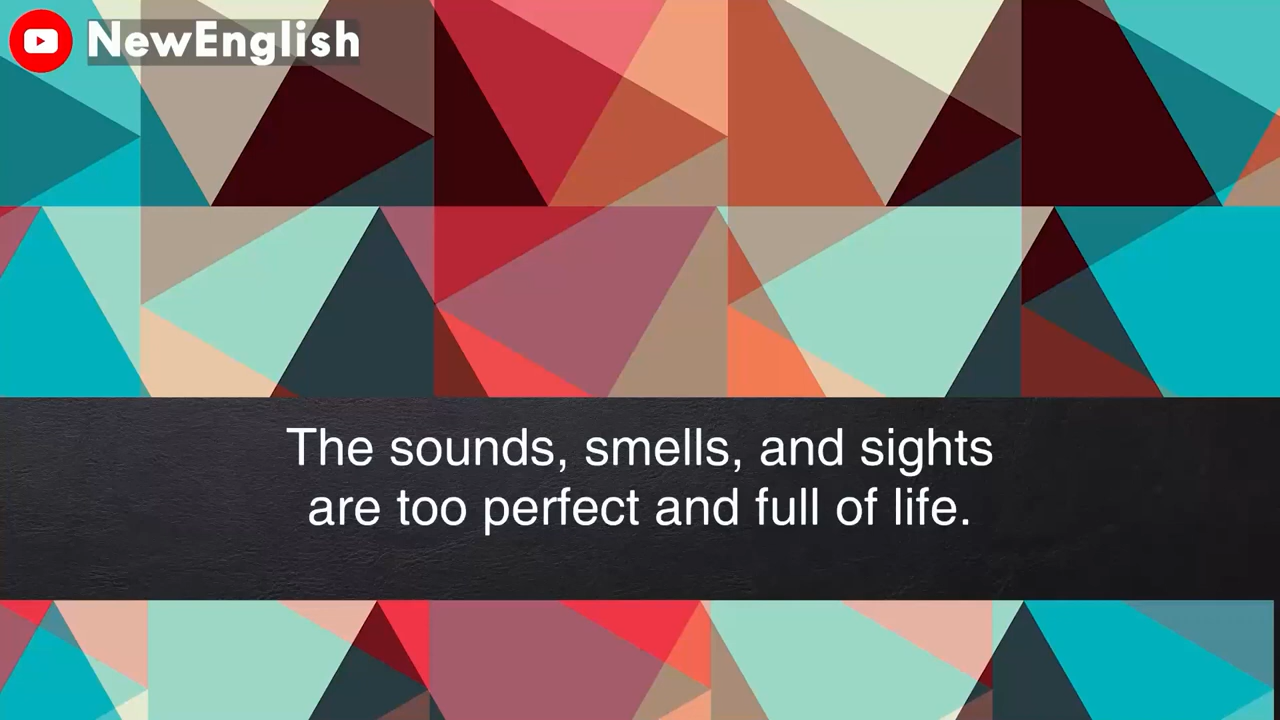 NewEnglish
The sounds, smells, and sights
are too perfect and full of life.